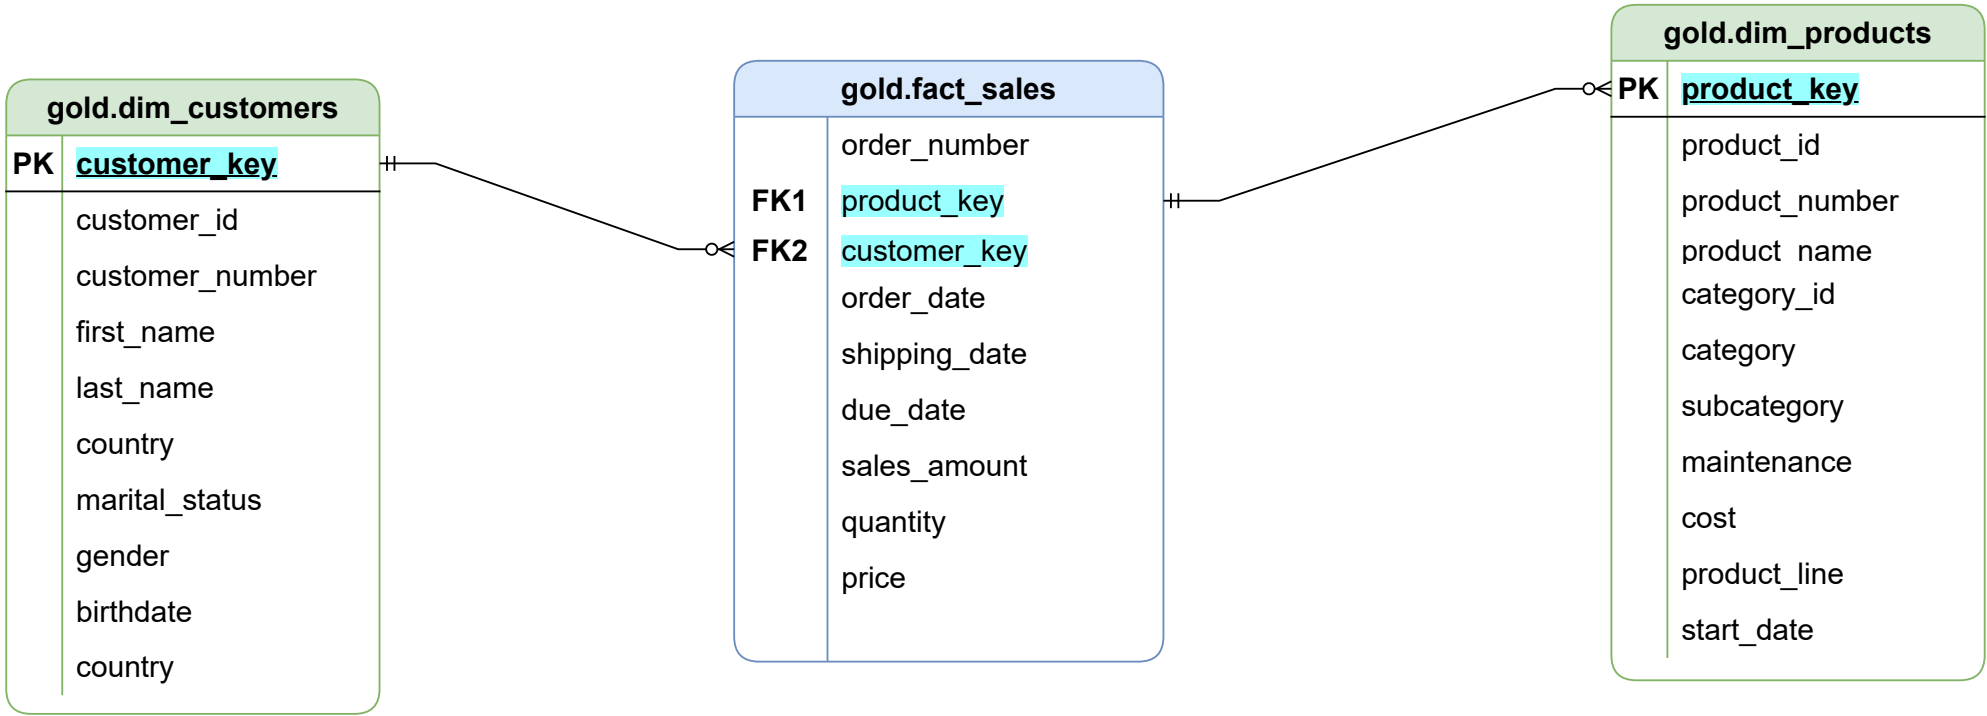 gold.dim_customers
PK customer_key
customer_id
customer_number
first_name
last_name
country
marital_status
gender
birthdate
country
gold.fact_sales
order_number
FK1 product_key
FK2 customer_key
order_date
shipping_date
due_date
sales_amount
quantity
price
gold.dim_products
PK product_key
product_id
product_number
product_name
category_id
category
subcategory
maintenance
cost
product_line
start_date